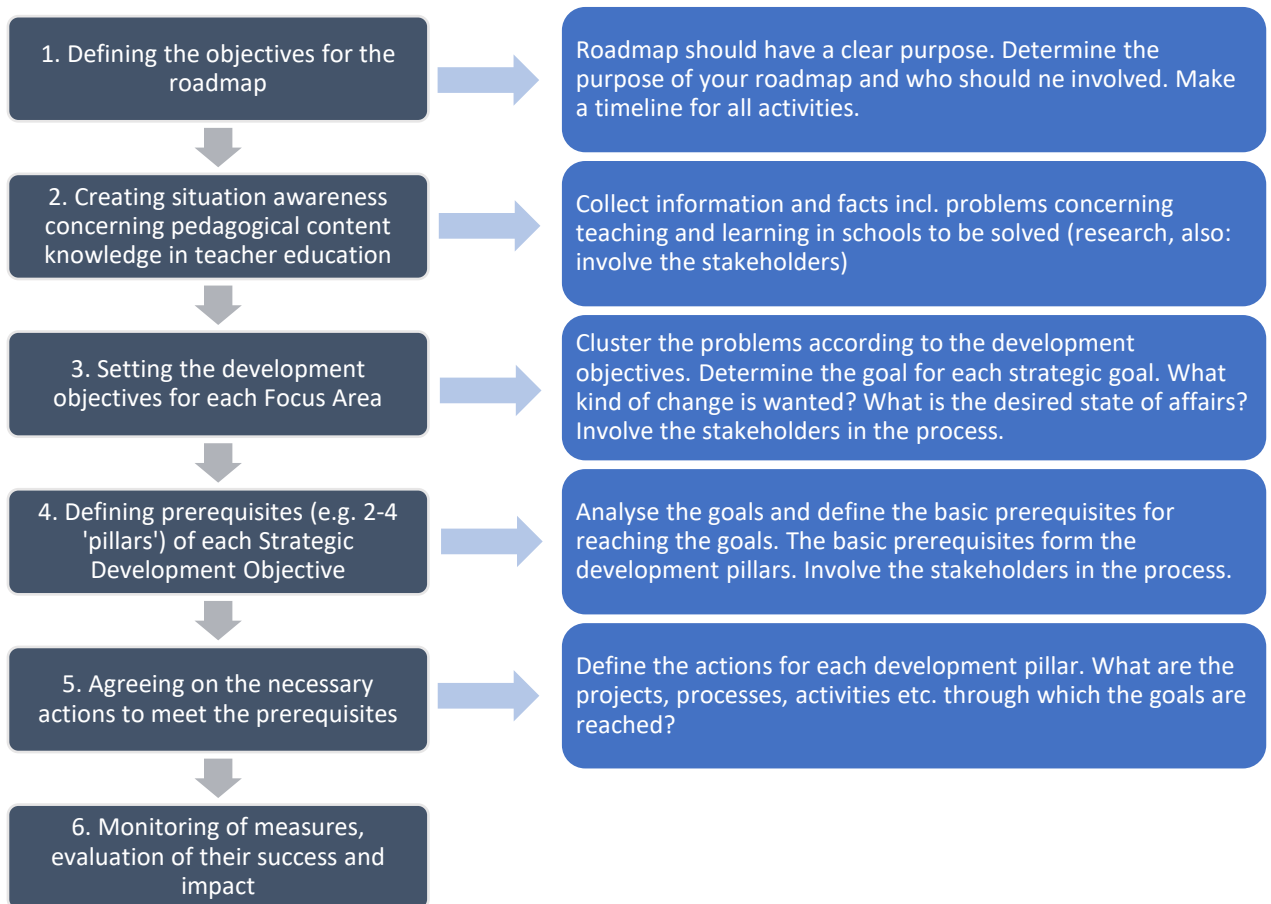 1. Defining the objectives for the
roadmap
Roadmap should have a clear purpose. Determine the
purpose of your roadmap and who should ne involved. Make
a timeline for all activities.
2. Creating situation awareness
concerning pedagogical content
knowledge in teacher education
Collect information and facts incl. problems concerning
teaching and learning in schools to be solved (research, also:
involve the stakeholders)
3. Setting the development
objectives for each Focus Area
Cluster the problems according to the development
objectives. Determine the goal for each strategic goal. What
kind of change is wanted? What is the desired state of affairs?
Involve the stakeholders in the process.
4. Defining prerequisites (e.g. 2-4
'pillars') of each Strategic
Development Objective
Analyse the goals and define the basic prerequisites for
reaching the goals. The basic prerequisites form the
development pillars. Involve the stakeholders in the process.
5. Agreeing on the necessary
actions to meet the prerequisites
Define the actions for each development pillar. What are the
projects, processes, activities etc. through which the goals are
reached?
6. Monitoring of measures,
evaluation of their success and
impact